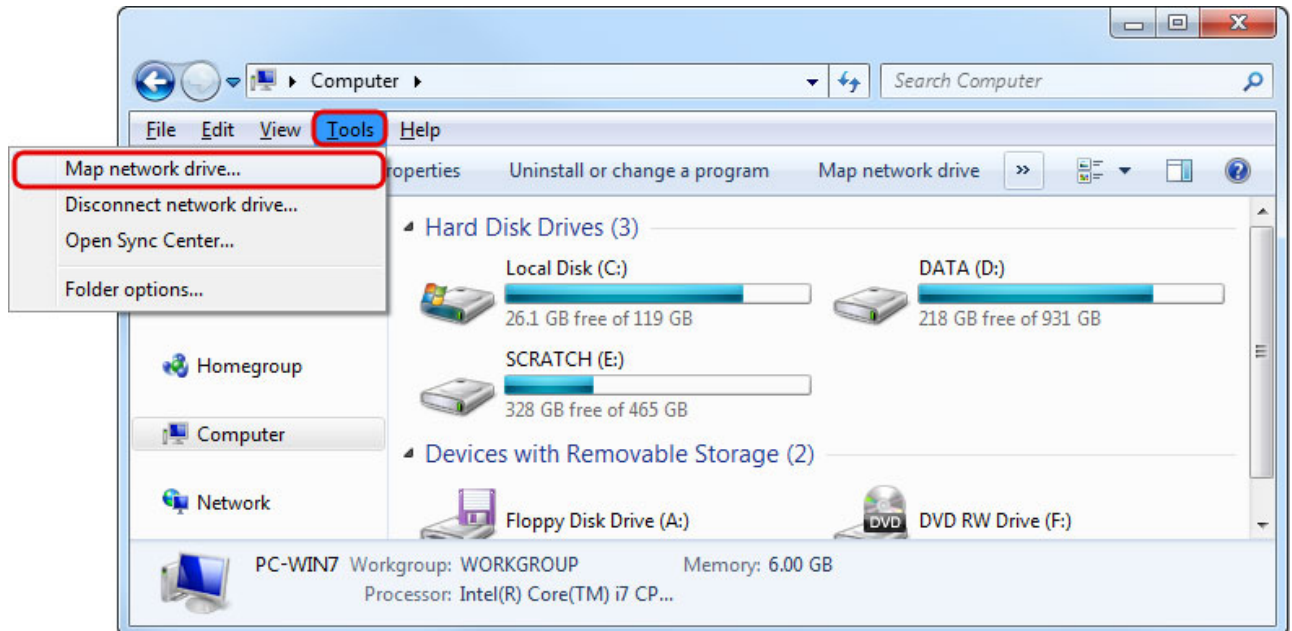 Computer
Search Computer
File Edit View Tools Help
Map network drive...
Disconnect network drive...
Open Sync Center...
Folder options...
Uninstall or change a program Map network drive »
Hard Disk Drives (3)
Local Disk (C:)
26.1 GB free of 119 GB
DATA (D:)
218 GB free of 931 GB
SCRATCH (E:)
328 GB free of 465 GB
Homegroup
Computer
Network
Devices with Removable Storage (2)
Floppy Disk Drive (A:)
DVD DVD RW Drive (F:)
PC-WIN7 Workgroup: WORKGROUP Memory: 6.00 GB
Processor: Intel(R) Core(TM) i7 CP...